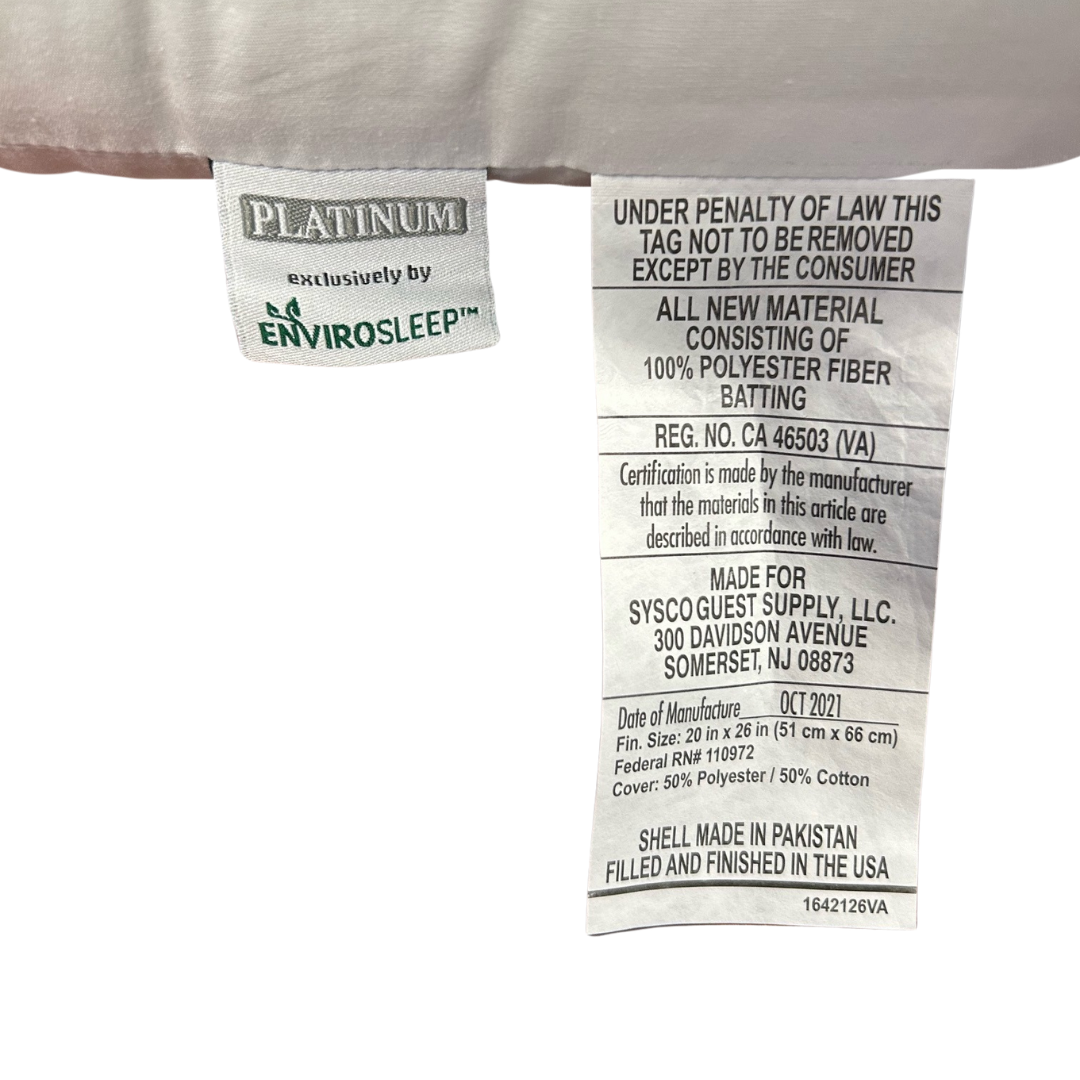 PLATINUM
exclusively by
ENVIROSLEEP™
UNDER PENALTY OF LAW THIS
TAG NOT TO BE REMOVED
EXCEPT BY THE CONSUMER
ALL NEW MATERIAL
CONSISTING OF
100% POLYESTER FIBER
BATTING
REG. NO. CA 46503 (VA)
Certification is made by the manufacturer
that the materials in this article are
described in accordance with law.
MADE FOR
SYSCO GUEST SUPPLY, LLC.
300 DAVIDSON AVENUE
SOMERSET, NJ 08873
Date of Manufacture OCT 2021
Fin. Size: 20 in x 26 in (51 cm x 66 cm)
Federal RN# 110972
Cover: 50% Polyester / 50% Cotton
SHELL MADE IN PAKISTAN
FILLED AND FINISHED IN THE USA
1642126VA